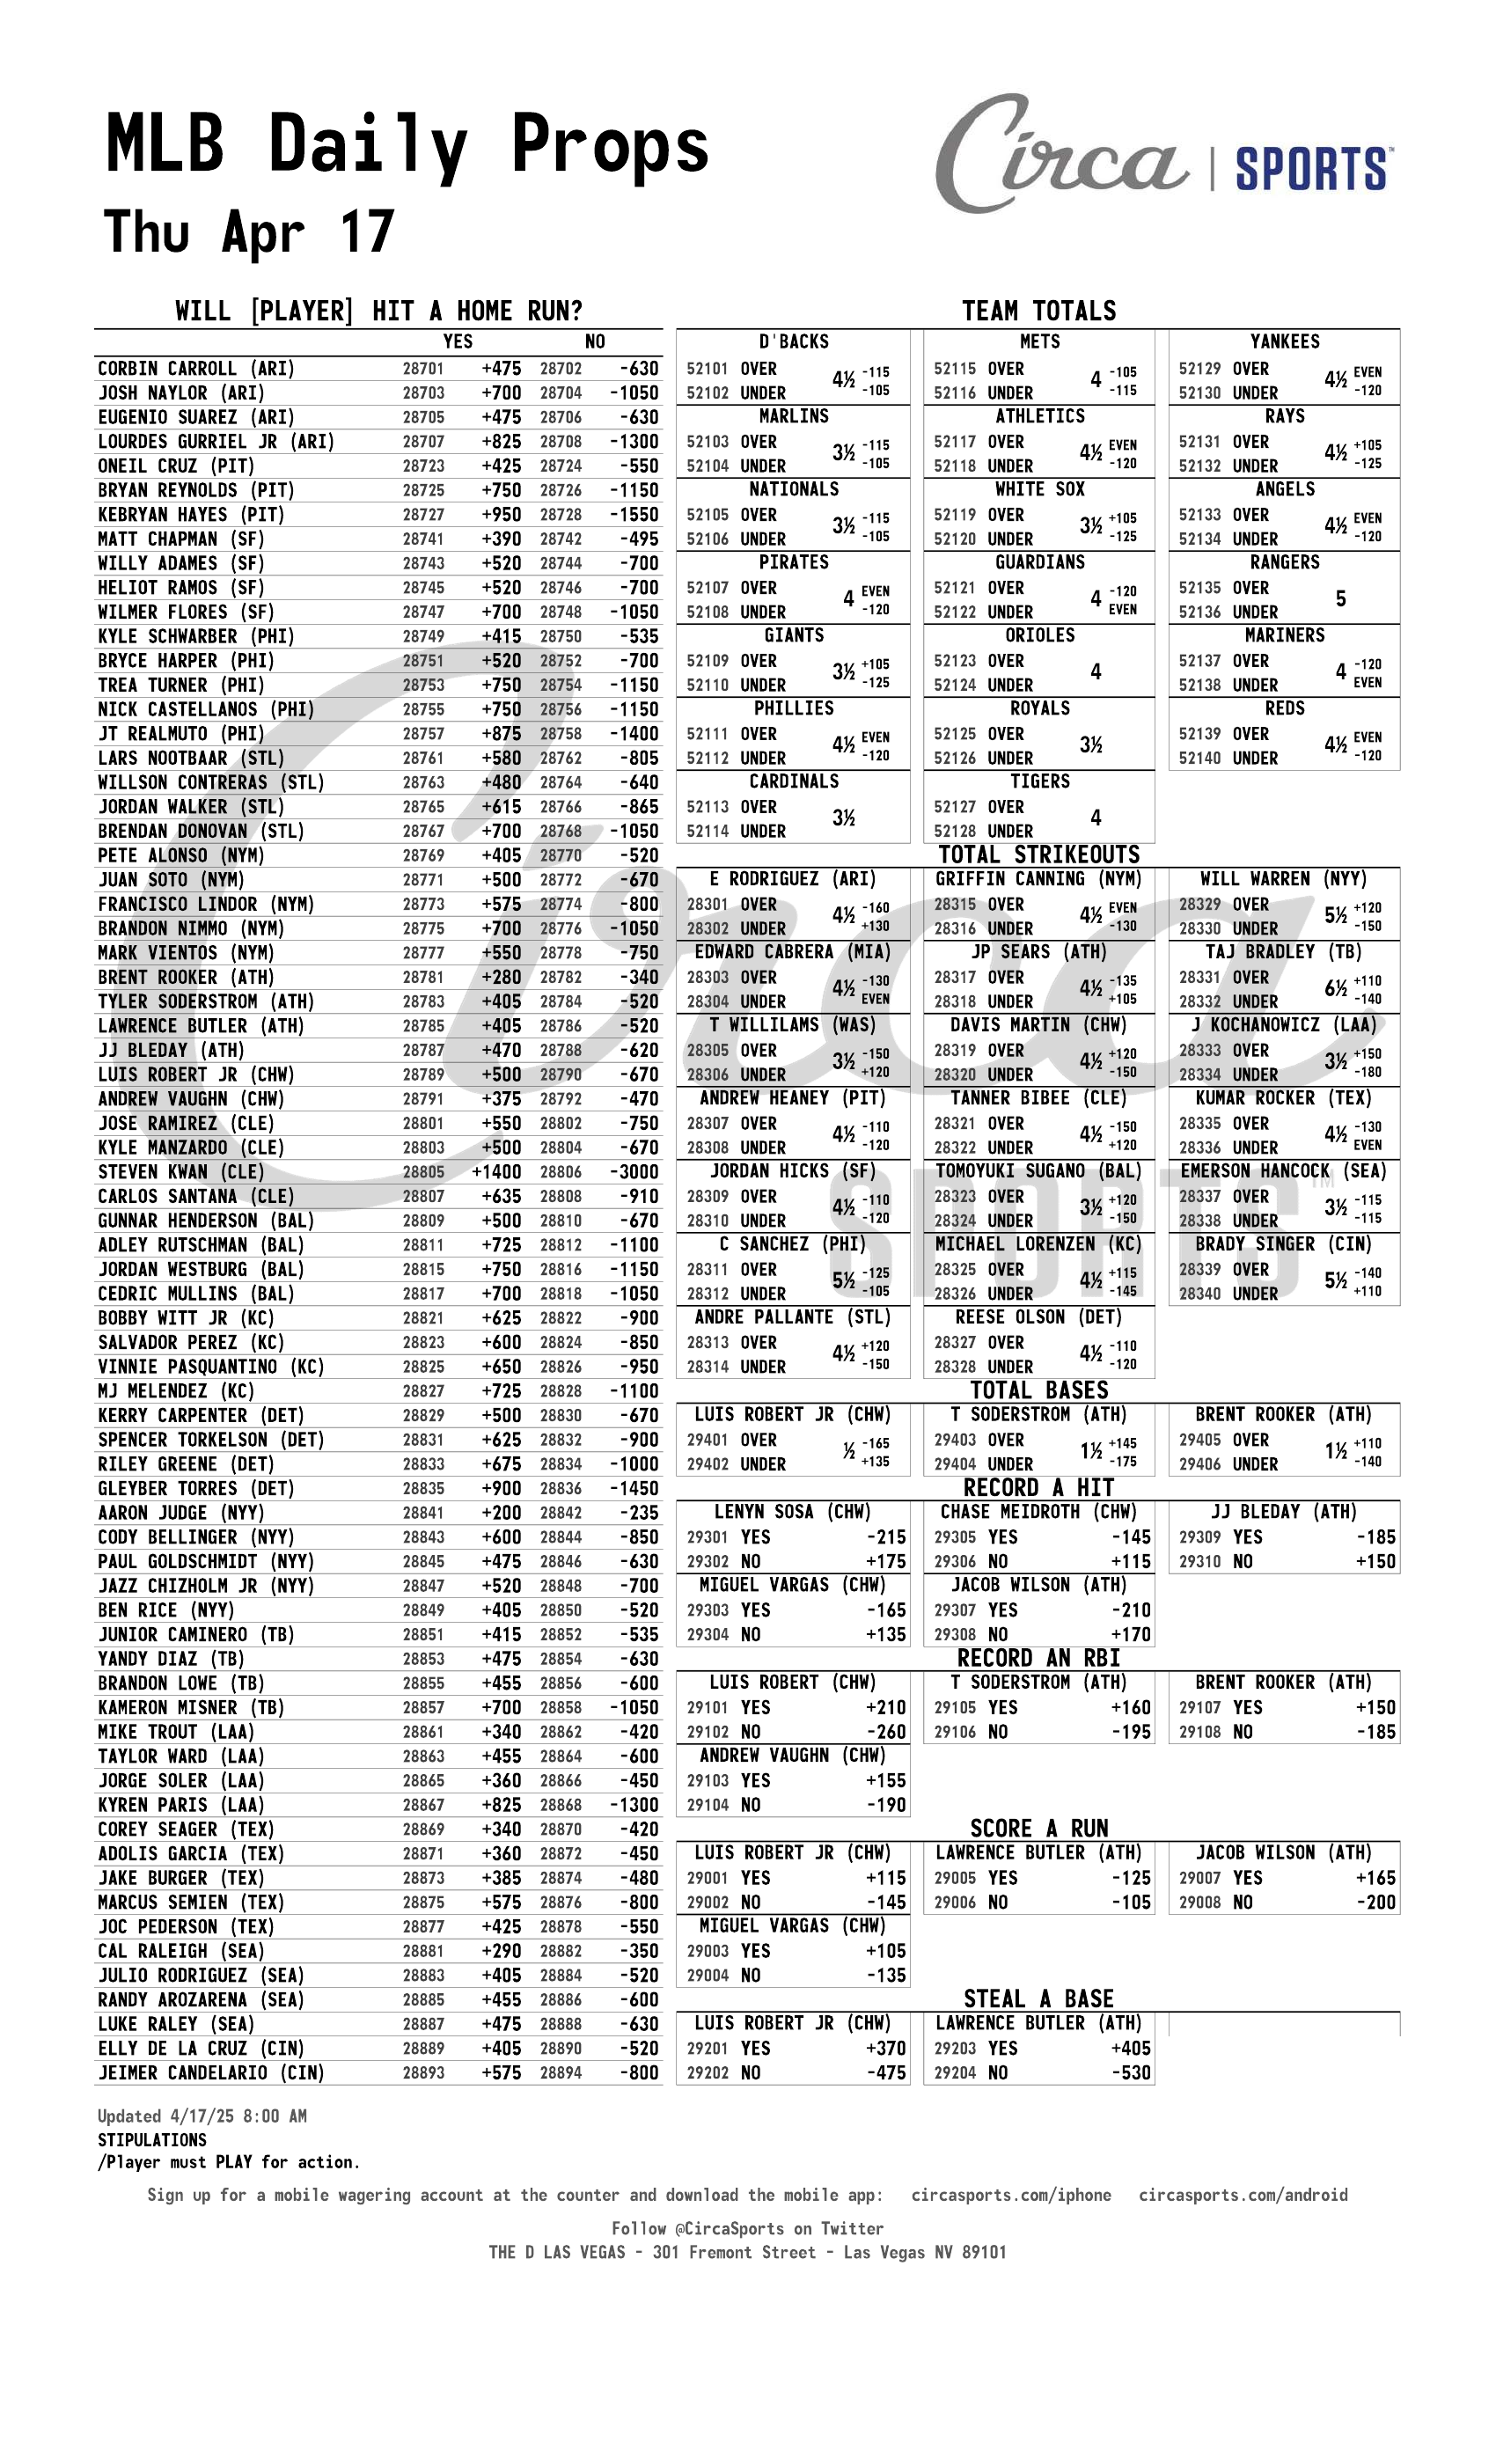 MLB Daily Props
Circa | SPORTS™
Thu Apr 17
WILL [PLAYER] HIT A HOME RUN?
YES NO
CORBIN CARROLL (ARI) 28701 +475 28702 -630
JOSH NAYLOR (ARI) 28703 +700 28704 -1050
EUGENIO SUAREZ (ARI) 28705 +475 28706 -630
LOURDES GURRIEL JR (ARI) 28707 +825 28708 -1300
ONEIL CRUZ (PIT) 28723 +425 28724 -550
BRYAN REYNOLDS (PIT) 28725 +750 28726 -1150
KEBRYAN HAYES (PIT) 28727 +950 28728 -1550
MATT CHAPMAN (SF) 28741 +390 28742 -495
WILLY ADAMES (SF) 28743 +520 28744 -700
HELIOT RAMOS (SF) 28745 +520 28746 -700
WILMER FLORES (SF) 28747 +700 28748 -1050
KYLE SCHWARBER (PHI) 28749 +415 28750 -535
BRYCE HARPER (PHI) 28751 +520 28752 -700
TREA TURNER (PHI) 28753 +750 28754 -1150
NICK CASTELLANOS (PHI) 28755 +750 28756 -1150
JT REALMUTO (PHI) 28757 +875 28758 -1400
LARS NOOTBAAR (STL) 28761 +580 28762 -805
WILLSON CONTRERAS (STL) 28763 +480 28764 -640
JORDAN WALKER (STL) 28765 +615 28766 -865
BRENDAN DONOVAN (STL) 28767 +700 28768 -1050
PETE ALONSO (NYM) 28769 +405 28770 -520
JUAN SOTO (NYM) 28771 +500 28772 -670
FRANCISCO LINDOR (NYM) 28773 +575 28774 -800
BRANDON NIMMO (NYM) 28775 +700 28776 -1050
MARK VIENTOS (NYM) 28777 +550 28778 -750
BRENT ROOKER (ATH) 28781 +280 28782 -340
TYLER SODERSTROM (ATH) 28783 +405 28784 -520
LAWRENCE BUTLER (ATH) 28785 +405 28786 -520
JJ BLEDAY (ATH) 28787 +470 28788 -620
LUIS ROBERT JR (CHW) 28789 +500 28790 -670
ANDREW VAUGHN (CHW) 28791 +375 28792 -470
JOSE RAMIREZ (CLE) 28801 +550 28802 -750
KYLE MANZARDO (CLE) 28803 +500 28804 -670
STEVEN KWAN (CLE) 28805 +1400 28806 -3000
CARLOS SANTANA (CLE) 28807 +635 28808 -910
GUNNAR HENDERSON (BAL) 28809 +500 28810 -670
ADLEY RUTSCHMAN (BAL) 28811 +725 28812 -1100
JORDAN WESTBURG (BAL) 28815 +750 28816 -1150
CEDRIC MULLINS (BAL) 28817 +700 28818 -1050
BOBBY WITT JR (KC) 28821 +625 28822 -900
SALVADOR PEREZ (KC) 28823 +600 28824 -850
VINNIE PASQUANTINO (KC) 28825 +650 28826 -950
MJ MELENDEZ (KC) 28827 +725 28828 -1100
KERRY CARPENTER (DET) 28829 +500 28830 -670
SPENCER TORKELSON (DET) 28831 +625 28832 -900
RILEY GREENE (DET) 28833 +675 28834 -1000
GLEYBER TORRES (DET) 28835 +900 28836 -1450
AARON JUDGE (NYY) 28841 +200 28842 -235
CODY BELLINGER (NYY) 28843 +600 28844 -850
PAUL GOLDSCHMIDT (NYY) 28845 +475 28846 -630
JAZZ CHIZHOLM JR (NYY) 28847 +520 28848 -700
BEN RICE (NYY) 28849 +405 28850 -520
JUNIOR CAMINERO (TB) 28851 +415 28852 -535
YANDY DIAZ (TB) 28853 +475 28854 -630
BRANDON LOWE (TB) 28855 +455 28856 -600
KAMERON MISNER (TB) 28857 +700 28858 -1050
MIKE TROUT (LAA) 28861 +340 28862 -420
TAYLOR WARD (LAA) 28863 +455 28864 -600
JORGE SOLER (LAA) 28865 +360 28866 -450
KYREN PARIS (LAA) 28867 +825 28868 -1300
COREY SEAGER (TEX) 28869 +340 28870 -420
ADOLIS GARCIA (TEX) 28871 +360 28872 -450
JAKE BURGER (TEX) 28873 +385 28874 -480
MARCUS SEMIEN (TEX) 28875 +575 28876 -800
JOC PEDERSON (TEX) 28877 +425 28878 -550
CAL RALEIGH (SEA) 28881 +290 28882 -350
JULIO RODRIGUEZ (SEA) 28883 +405 28884 -520
RANDY AROZARENA (SEA) 28885 +455 28886 -600
LUKE RALEY (SEA) 28887 +475 28888 -630
ELLY DE LA CRUZ (CIN) 28889 +405 28890 -520
JEIMER CANDELARIO (CIN) 28893 +575 28894 -800
TEAM TOTALS
D'BACKS METS YANKEES
52101 OVER 4½ -115 52115 OVER 4 -105 52129 OVER 4½ EVEN
52102 UNDER -105 52116 UNDER -115 52130 UNDER -120
MARLINS ATHLETICS RAYS
52103 OVER 3½ -115 52117 OVER 4½ EVEN 52131 OVER 4½ +105
52104 UNDER -105 52118 UNDER -120 52132 UNDER -125
NATIONALS WHITE SOX ANGELS
52105 OVER 3½ -115 52119 OVER 3½ +105 52133 OVER 4½ EVEN
52106 UNDER -105 52120 UNDER -125 52134 UNDER -120
PIRATES GUARDIANS RANGERS
52107 OVER 4 EVEN 52121 OVER 4 -120 52135 OVER 5
52108 UNDER -120 52122 UNDER EVEN 52136 UNDER
GIANTS ORIOLES MARINERS
52109 OVER 3½ +105 52123 OVER 4 52137 OVER 4 -120
52110 UNDER -125 52124 UNDER 52138 UNDER EVEN
PHILLIES ROYALS REDS
52111 OVER 4½ EVEN 52125 OVER 3½ 52139 OVER 4½ EVEN
52112 UNDER -120 52126 UNDER 52140 UNDER -120
CARDINALS TIGERS
52113 OVER 3½ 52127 OVER 4
52114 UNDER 52128 UNDER
TOTAL STRIKEOUTS
E RODRIGUEZ (ARI) GRIFFIN CANNING (NYM) WILL WARREN (NYY)
28301 OVER 4½ -160 28315 OVER 4½ EVEN 28329 OVER 5½ +120
28302 UNDER +130 28316 UNDER -130 28330 UNDER -150
EDWARD CABRERA (MIA) JP SEARS (ATH) TAJ BRADLEY (TB)
28303 OVER 4½ -130 28317 OVER 4½ -135 28331 OVER 6½ +110
28304 UNDER EVEN 28318 UNDER +105 28332 UNDER -140
T WILLILAMS (WAS) DAVIS MARTIN (CHW) J KOCHANOWICZ (LAA)
28305 OVER 3½ -150 28319 OVER 4½ +120 28333 OVER 3½ +150
28306 UNDER +120 28320 UNDER -150 28334 UNDER -180
ANDREW HEANEY (PIT) TANNER BIBEE (CLE) KUMAR ROCKER (TEX)
28307 OVER 4½ -110 28321 OVER 4½ -150 28335 OVER 4½ -130
28308 UNDER -120 28322 UNDER +120 28336 UNDER EVEN
JORDAN HICKS (SF) TOMOYUKI SUGANO (BAL) EMERSON HANCOCK (SEA)
28309 OVER 4½ -110 28323 OVER 3½ +120 28337 OVER 3½ -115
28310 UNDER -120 28324 UNDER -150 28338 UNDER -115
C SANCHEZ (PHI) MICHAEL LORENZEN (KC) BRADY SINGER (CIN)
28311 OVER 5½ -125 28325 OVER 4½ +115 28339 OVER 5½ -140
28312 UNDER -105 28326 UNDER -145 28340 UNDER +110
ANDRE PALLANTE (STL) REESE OLSON (DET)
28313 OVER 4½ +120 28327 OVER 4½ -110
28314 UNDER -150 28328 UNDER -120
TOTAL BASES
LUIS ROBERT JR (CHW) T SODERSTROM (ATH) BRENT ROOKER (ATH)
29401 OVER ½ -165 29403 OVER 1½ +145 29405 OVER 1½ +110
29402 UNDER +135 29404 UNDER -175 29406 UNDER -140
RECORD A HIT
LENYN SOSA (CHW) CHASE MEIDROTH (CHW) JJ BLEDAY (ATH)
29301 YES -215 29305 YES -145 29309 YES -185
29302 NO +175 29306 NO +115 29310 NO +150
MIGUEL VARGAS (CHW) JACOB WILSON (ATH)
29303 YES -165 29307 YES -210
29304 NO +135 29308 NO +170
RECORD AN RBI
LUIS ROBERT (CHW) T SODERSTROM (ATH) BRENT ROOKER (ATH)
29101 YES +210 29105 YES +160 29107 YES +150
29102 NO -260 29106 NO -195 29108 NO -185
ANDREW VAUGHN (CHW)
29103 YES +155
29104 NO -190
SCORE A RUN
LUIS ROBERT JR (CHW) LAWRENCE BUTLER (ATH) JACOB WILSON (ATH)
29001 YES +115 29005 YES -125 29007 YES +165
29002 NO -145 29006 NO -105 29008 NO -200
MIGUEL VARGAS (CHW)
29003 YES +105
29004 NO -135
STEAL A BASE
LUIS ROBERT JR (CHW) LAWRENCE BUTLER (ATH)
29201 YES +370 29203 YES +405
29202 NO -475 29204 NO -530
Circa
SPORTS™
Updated 4/17/25 8:00 AM
STIPULATIONS
/Player must PLAY for action.
Sign up for a mobile wagering account at the counter and download the mobile app: circasports.com/iphone circasports.com/android
Follow @CircaSports on Twitter
THE D LAS VEGAS - 301 Fremont Street - Las Vegas NV 89101